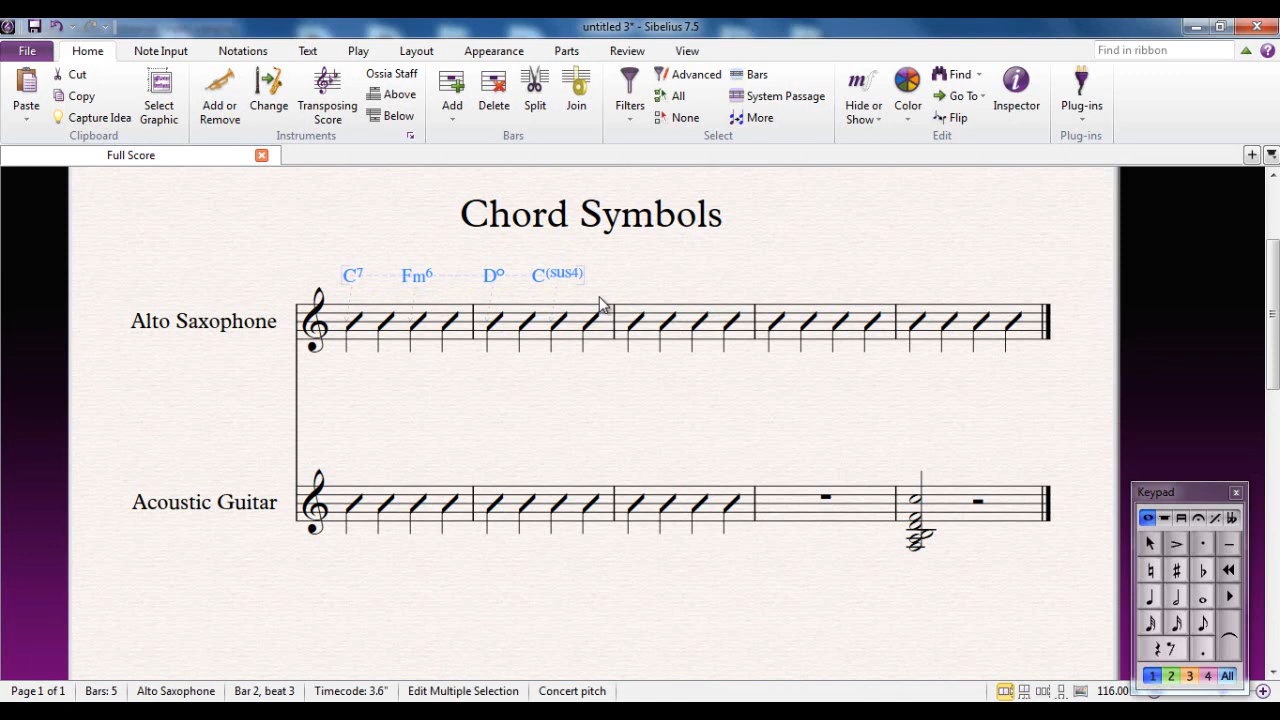 untitled 3* - Sibelius 7.5
File Home Note Input Notations Text Play Layout Appearance Parts Review View Find in ribbon
Paste Cut Copy Capture Idea Select Graphic Clipboard
Add or Remove Change Transposing Score Ossia Staff Above Below Instruments
Add Delete Split Join Bars
Filters Advanced All None Bars System Passage More Select
Hide or Show Color Find Go To Flip Inspector Edit
Plug-ins Plug-ins
Full Score
Chord Symbols
C7 Fm6 Do C(sus4)
Alto Saxophone
Acoustic Guitar
Keypad
1 2 3 4 All
Page 1 of 1 Bars: 5 Alto Saxophone Bar 2, beat 3 Timecode: 3.6" Edit Multiple Selection Concert pitch 116.00